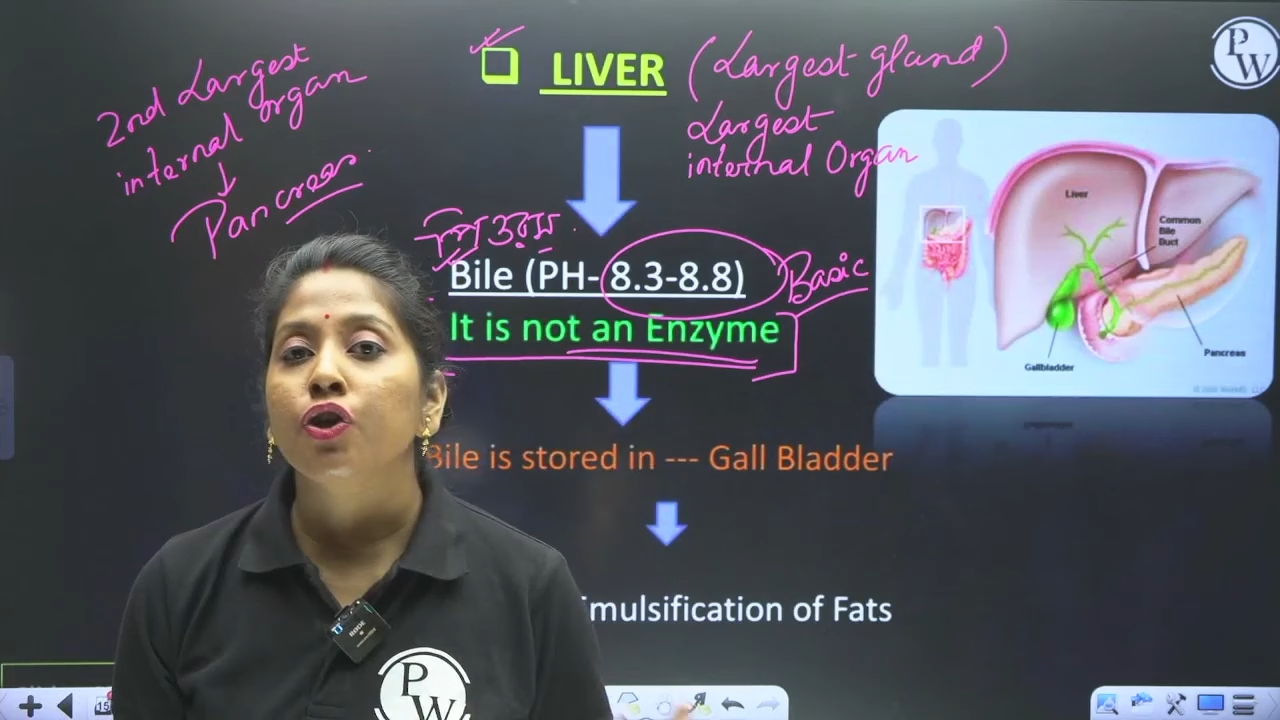 2nd Largest
internal organ
Pancreas
LIVER (Largest gland)
Largest
internal Organ
Bile (PH- 8.3-8.8) Basic
It is not an Enzyme
Bile is stored in --- Gall Bladder
Emulsification of Fats
PW
Liver
Common
Bile
Duct
Gallbladder
Pancreas
RODE
PW